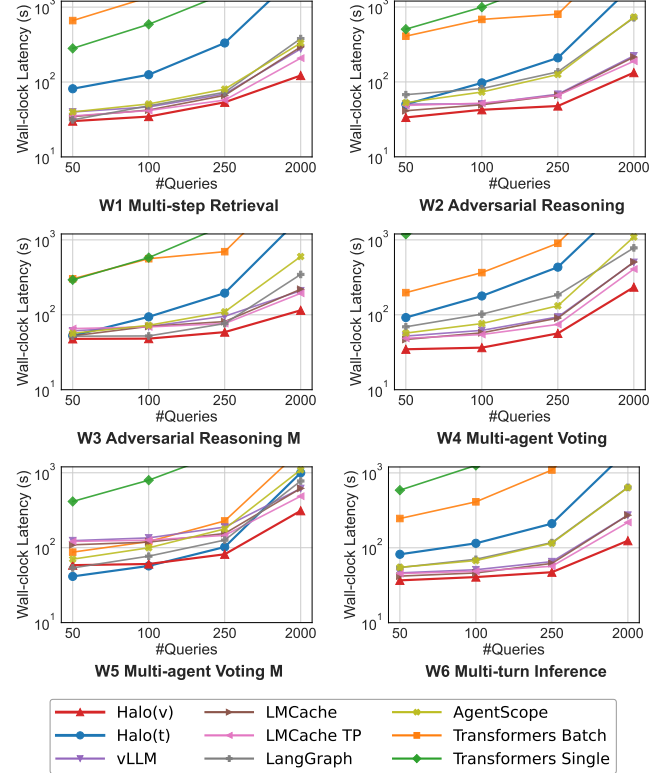 10³
10²
10¹
Wall-clock Latency (s)
50 100 250 2000
#Queries
W1 Multi-step Retrieval
10³
10²
10¹
Wall-clock Latency (s)
50 100 250 2000
#Queries
W2 Adversarial Reasoning
10³
10²
10¹
Wall-clock Latency (s)
50 100 250 2000
#Queries
W3 Adversarial Reasoning M
10³
10²
10¹
Wall-clock Latency (s)
50 100 250 2000
#Queries
W4 Multi-agent Voting
10³
10²
10¹
Wall-clock Latency (s)
50 100 250 2000
#Queries
W5 Multi-agent Voting M
10³
10²
10¹
Wall-clock Latency (s)
50 100 250 2000
#Queries
W6 Multi-turn Inference
Halo(v)
Halo(t)
vLLM
LMCache
LMCache TP
LangGraph
AgentScope
Transformers Batch
Transformers Single